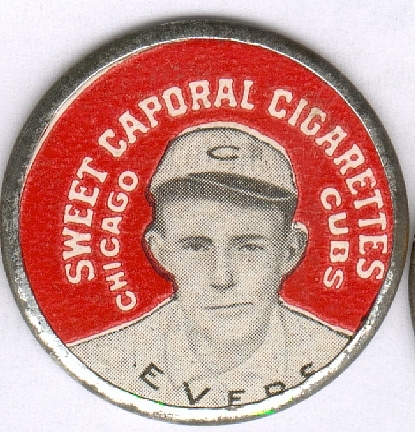 SWEET CAPORAL CIGARETTES
CHICAGO
CUBS
C
EVERS